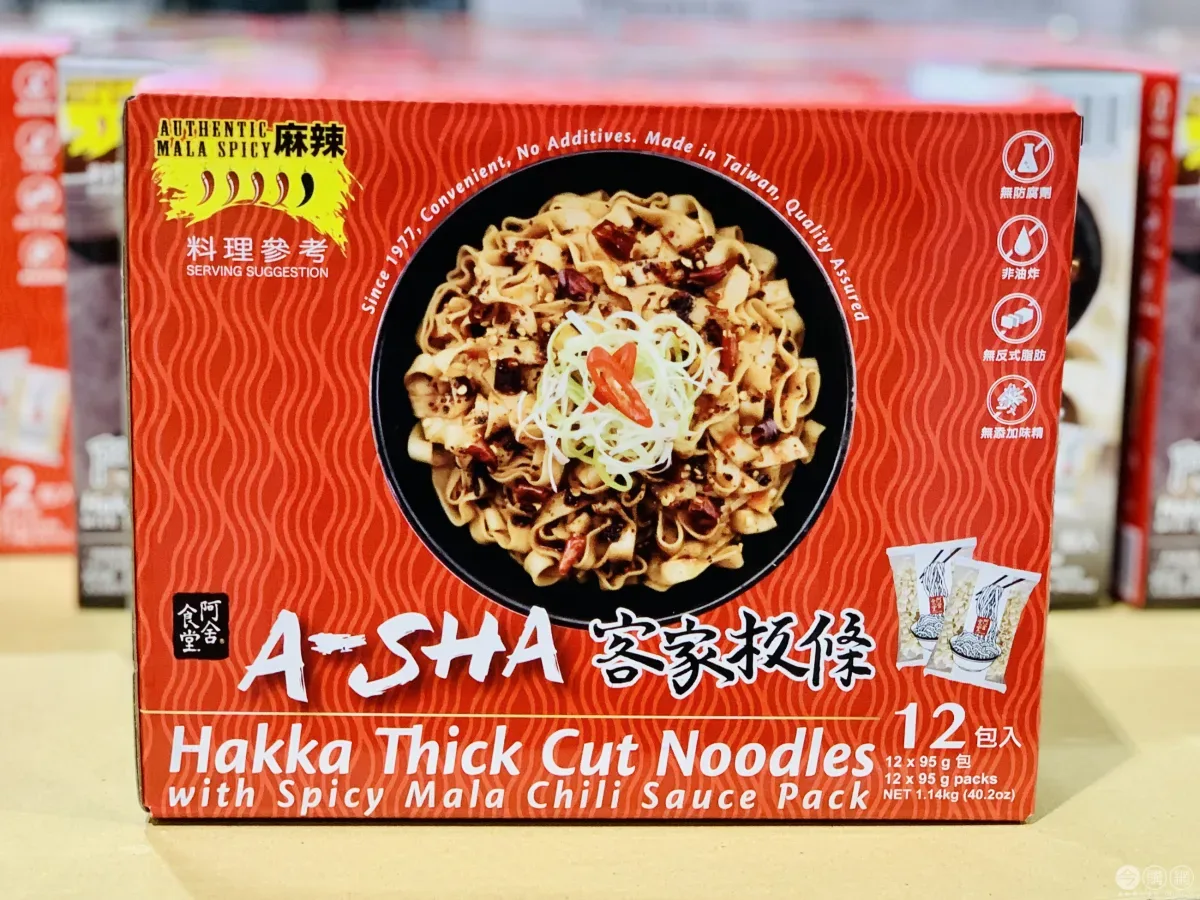 AUTHENTIC
MALA SPICY 麻辣
料理參考
SERVING SUGGESTION
Since 1977, Convenient, No Additives. Made in Taiwan, Quality Assured
無防腐劑
非油炸
無反式脂肪
無添加味精
阿舍
食堂
A-SHA 客家板條
Hakka Thick Cut Noodles
with Spicy Mala Chili Sauce Pack
12包入
12 x 95 g 包
12 x 95 g packs
NET 1.14kg (40.2oz)